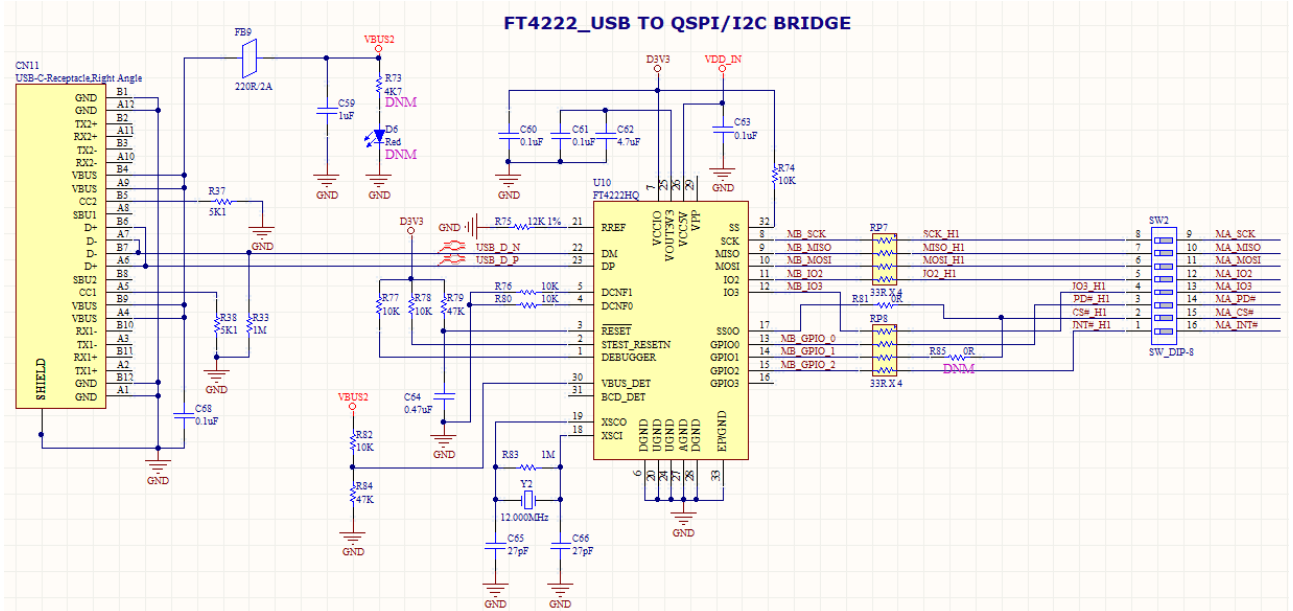 FT4222_USB TO QSPI/I2C BRIDGE
CN11
USB-C-Receptacle,Right Angle
GND B1
GND A12
TX2+ B2
RX2+ A11
TX2- B3
RX2- A10
VBUS B4
VBUS A9
CC2 B5
SBU1 A8
D+ B6
D- A7
D- B7
D+ A6
SBU2 B8
CC1 A5
VBUS B9
VBUS A4
RX1- B10
TX1- A3
RX1+ B11
TX1+ A2
GND B12
GND A1
SHIELD
FB9
220R/2A
VBUS2
R73
4K7
DNM
C59
1uF
D6
Red
DNM
GND
GND
R37
5K1
GND
R38
5K1
R33
1M
GND
C68
0.1uF
GND
D3V3
VDD_IN
C60
0.1uF
C61
0.1uF
C62
4.7uF
C63
0.1uF
GND
GND
R74
10K
U10
FT4222HQ
7 25 26 29
VCCIO VOUT3V3 VCC5V VPP
D3V3
GND R75 12K 1% 21 RREF
USB_D_N 22 DM
USB_D_P 23 DP
R76 10K 5 DCNF1
R80 10K 4 DCNF0
3 RESET
2 STEST_RESETN
1 DEBUGGER
30 VBUS_DET
31 BCD_DET
19 XSCO
18 XSCI
R77
10K
R78
10K
R79
47K
C64
0.47uF
GND
VBUS2
R82
10K
R84
47K
GND
R83 1M
Y2
12.000MHz
C65
27pF
C66
27pF
GND
GND
DGND UGND UGND AGND DGND EP/GND
6 20 24 27 28 33
GND
SS 32
SCK 8 MB_SCK
MISO 9 MB_MISO
MOSI 10 MB_MOSI
IO2 11 MB_IO2
IO3 12 MB_IO3
SS0O 17
GPIO0 13 MB_GPIO_0
GPIO1 14 MB_GPIO_1
GPIO2 15 MB_GPIO_2
GPIO3 16
RP7
33R X 4
SCK_H1
MISO_H1
MOSI_H1
IO2_H1
R81 0R
RP8
33R X 4
R85 0R
DNM
IO3_H1
PD#_H1
CS#_H1
INT#_H1
SW2
8 9 MA_SCK
7 10 MA_MISO
6 11 MA_MOSI
5 12 MA_IO2
4 13 MA_IO3
3 14 MA_PD#
2 15 MA_CS#
1 16 MA_INT#
SW_DIP-8